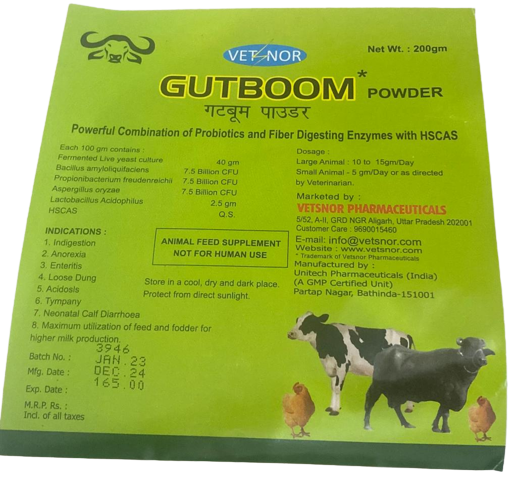 VETSNOR
Net Wt. : 200gm
GUTBOOM* POWDER
गटबूम पाउडर
Powerful Combination of Probiotics and Fiber Digesting Enzymes with HSCAS
Each 100 gm contains :
Fermented Live yeast culture 40 gm
Bacillus amyloliquifaciens 7.5 Billion CFU
Propionibacterium freudenreichii 7.5 Billion CFU
Aspergillus oryzae 7.5 Billion CFU
Lactobacillus Acidophilus 2.5 gm
HSCAS Q.S.
Dosage :
Large Animal : 10 to 15gm/Day
Small Animal - 5 gm/Day or as directed
by Veterinarian.
Marketed by :
VETSNOR PHARMACEUTICALS
5/52, A-II, GRD NGR Aligarh, Uttar Pradesh 202001
Customer Care : 9690015460
E-mail: info@vetsnor.com
Website : www.vetsnor.com
* Trademark of Vetsnor Pharmaceuticals
Manufactured by :
Unitech Pharmaceuticals (India)
(A GMP Certified Unit)
Partap Nagar, Bathinda-151001
INDICATIONS :
1. Indigestion
2. Anorexia
3. Enteritis
4. Loose Dung
5. Acidosis
6. Tympany
7. Neonatal Calf Diarrhoea
8. Maximum utilization of feed and fodder for
higher milk production.
ANIMAL FEED SUPPLEMENT
NOT FOR HUMAN USE
Store in a cool, dry and dark place.
Protect from direct sunlight.
Batch No. : 3946
Mfg. Date : JAN.23
Exp. Date : DEC.24
M.R.P. Rs. : 165.00
Incl. of all taxes